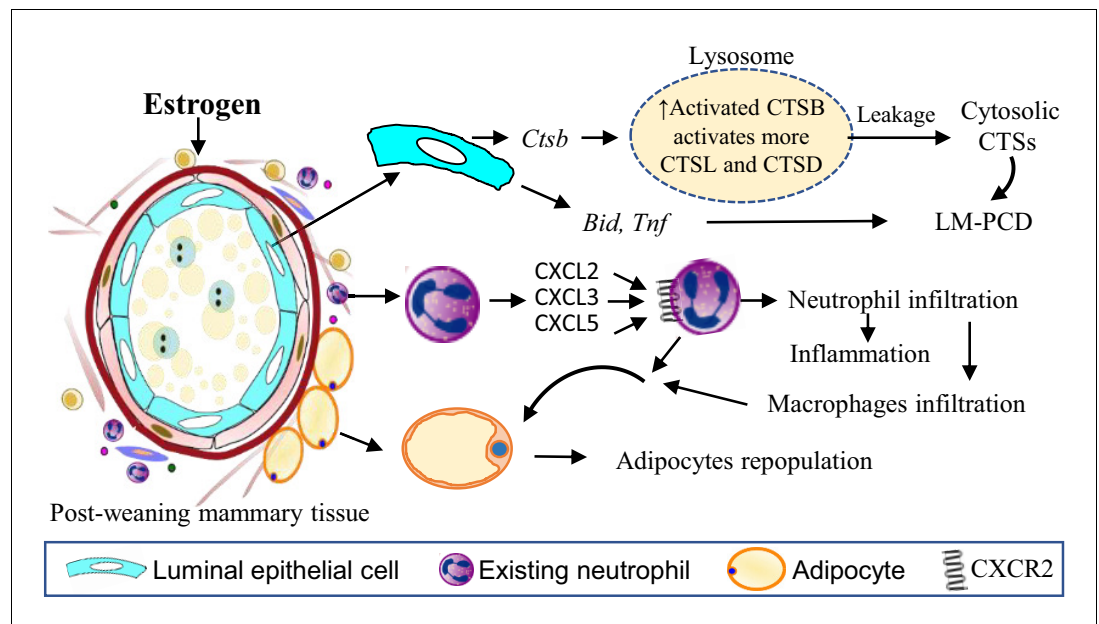 Estrogen
Lysosome
Ctsb
↑Activated CTSB
activates more
CTSL and CTSD
Leakage
Cytosolic
CTSs
Bid, Tnf
LM-PCD
CXCL2
CXCL3
CXCL5
Neutrophil infiltration
Inflammation
Macrophages infiltration
Adipocytes repopulation
Post-weaning mammary tissue
Luminal epithelial cell
Existing neutrophil
Adipocyte
CXCR2